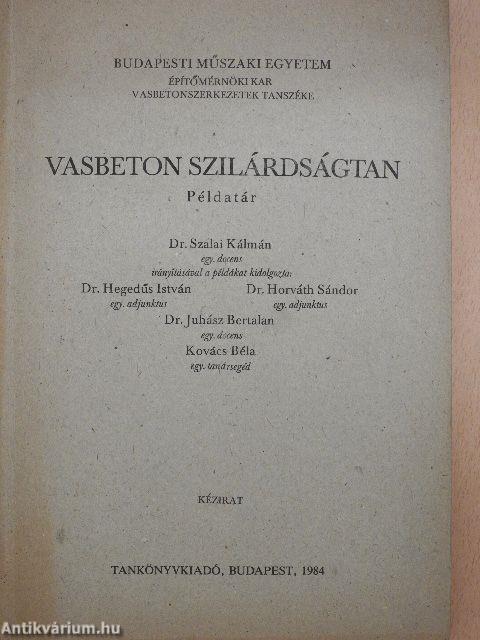 BUDAPESTI MŰSZAKI EGYETEM
ÉPÍTŐMÉRNÖKI KAR
VASBETONSZERKEZETEK TANSZÉKE
VASBETON SZILÁRDSÁGTAN
Példatár
Dr. Szalai Kálmán
egy. docens
irányításával a példákat kidolgozta:
Dr. Hegedűs István Dr. Horváth Sándor
egy. adjunktus egy. adjunktus
Dr. Juhász Bertalan
egy. docens
Kovács Béla
egy. tanársegéd
KÉZIRAT
TANKÖNYVKIADÓ, BUDAPEST, 1984
Antikvárium.hu